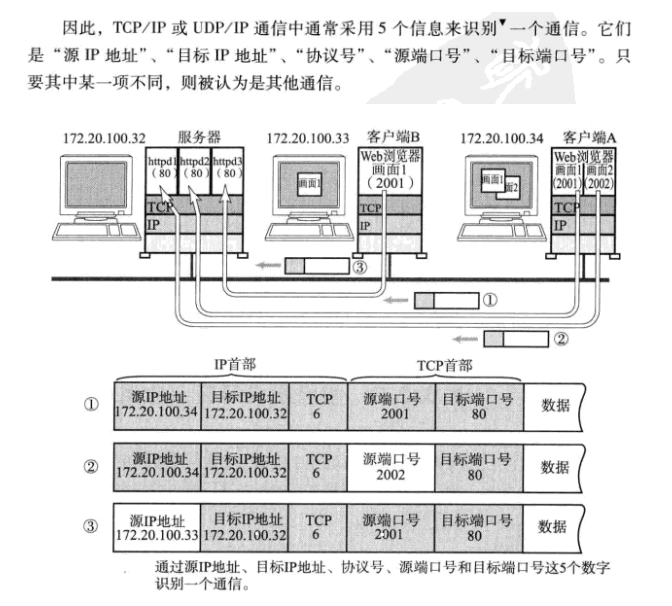 因此，TCP/IP 或 UDP/IP 通信中通常采用 5 个信息来识别▼一个通信。它们
是“源 IP 地址”、“目标 IP 地址”、“协议号”、“源端口号”、“目标端口号”。只
要其中某一项不同，则被认为是其他通信。
172.20.100.32 服务器 172.20.100.33 客户端B 172.20.100.34 客户端A
httpd1 httpd2 httpd3 Web浏览器 Web浏览器
(80) (80) (80) 画面1 画面1 画面2
(2001) (2001) (2002)
画面1 画面1 面2
TCP TCP TCP
IP IP IP
③
①
②
IP首部 TCP首部
① 源IP地址 目标IP地址 TCP 源端口号 目标端口号 数据
172.20.100.34 172.20.100.32 6 2001 80
② 源IP地址 目标IP地址 TCP 源端口号 目标端口号 数据
172.20.100.34 172.20.100.32 6 2002 80
③ 源IP地址 目标IP地址 TCP 源端口号 目标端口号 数据
172.20.100.33 172.20.100.32 6 2001 80
通过源IP地址、目标IP地址、协议号、源端口号和目标端口号这5个数字
识别一个通信。